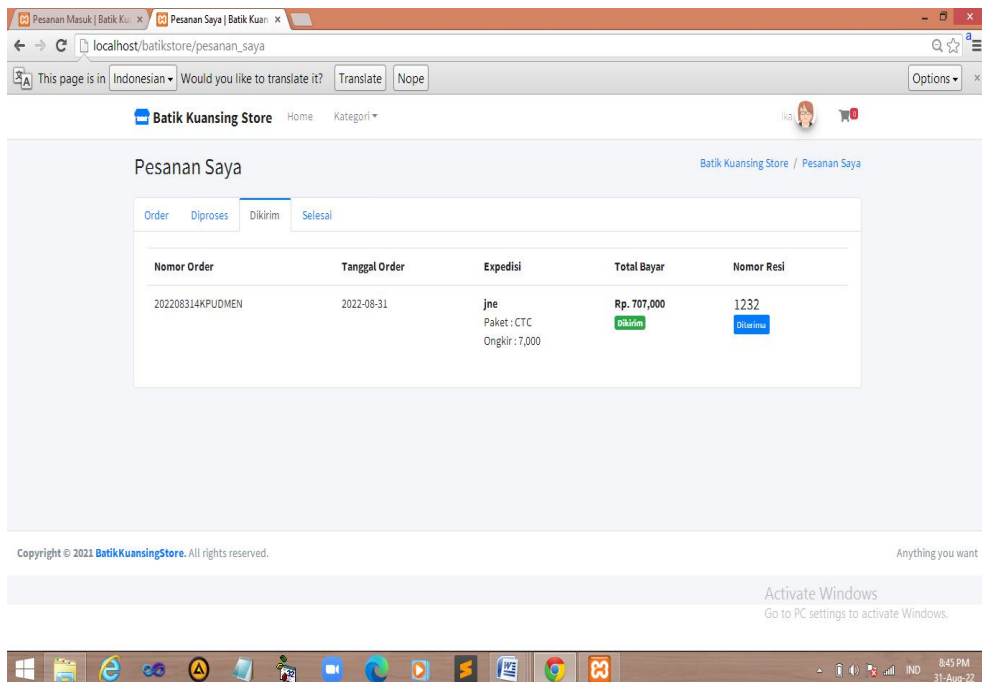 Pesanan Masuk | Batik Ku
Pesanan Saya | Batik Kuan
localhost/batikstore/pesanan_saya
This page is in Indonesian Would you like to translate it? Translate Nope Options
Batik Kuansing Store Home Kategori Ika 0
Pesanan Saya
Batik Kuansing Store / Pesanan Saya
Order Diproses Dikirim Selesai
Nomor Order Tanggal Order Expedisi Total Bayar Nomor Resi
202208314KPUDMEN 2022-08-31 jne Rp. 707,000 1232
Paket : CTC Dikirim Diterima
Ongkir : 7,000
Copyright © 2021 BatikKuansingStore. All rights reserved. Anything you want
Activate Windows
Go to PC settings to activate Windows.
IND 8:45 PM
31-Aug-22